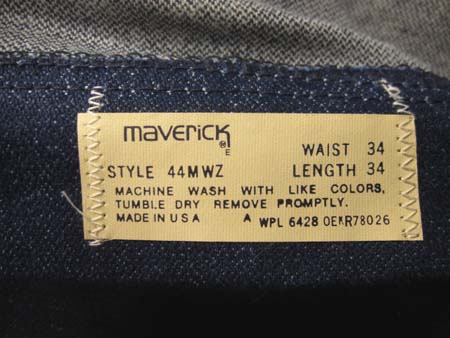 maverick®
E
WAIST 34
STYLE 44MWZ LENGTH 34
MACHINE WASH WITH LIKE COLORS,
TUMBLE DRY REMOVE PROMPTLY.
MADE IN USA A WPL 6428 OEKR78026